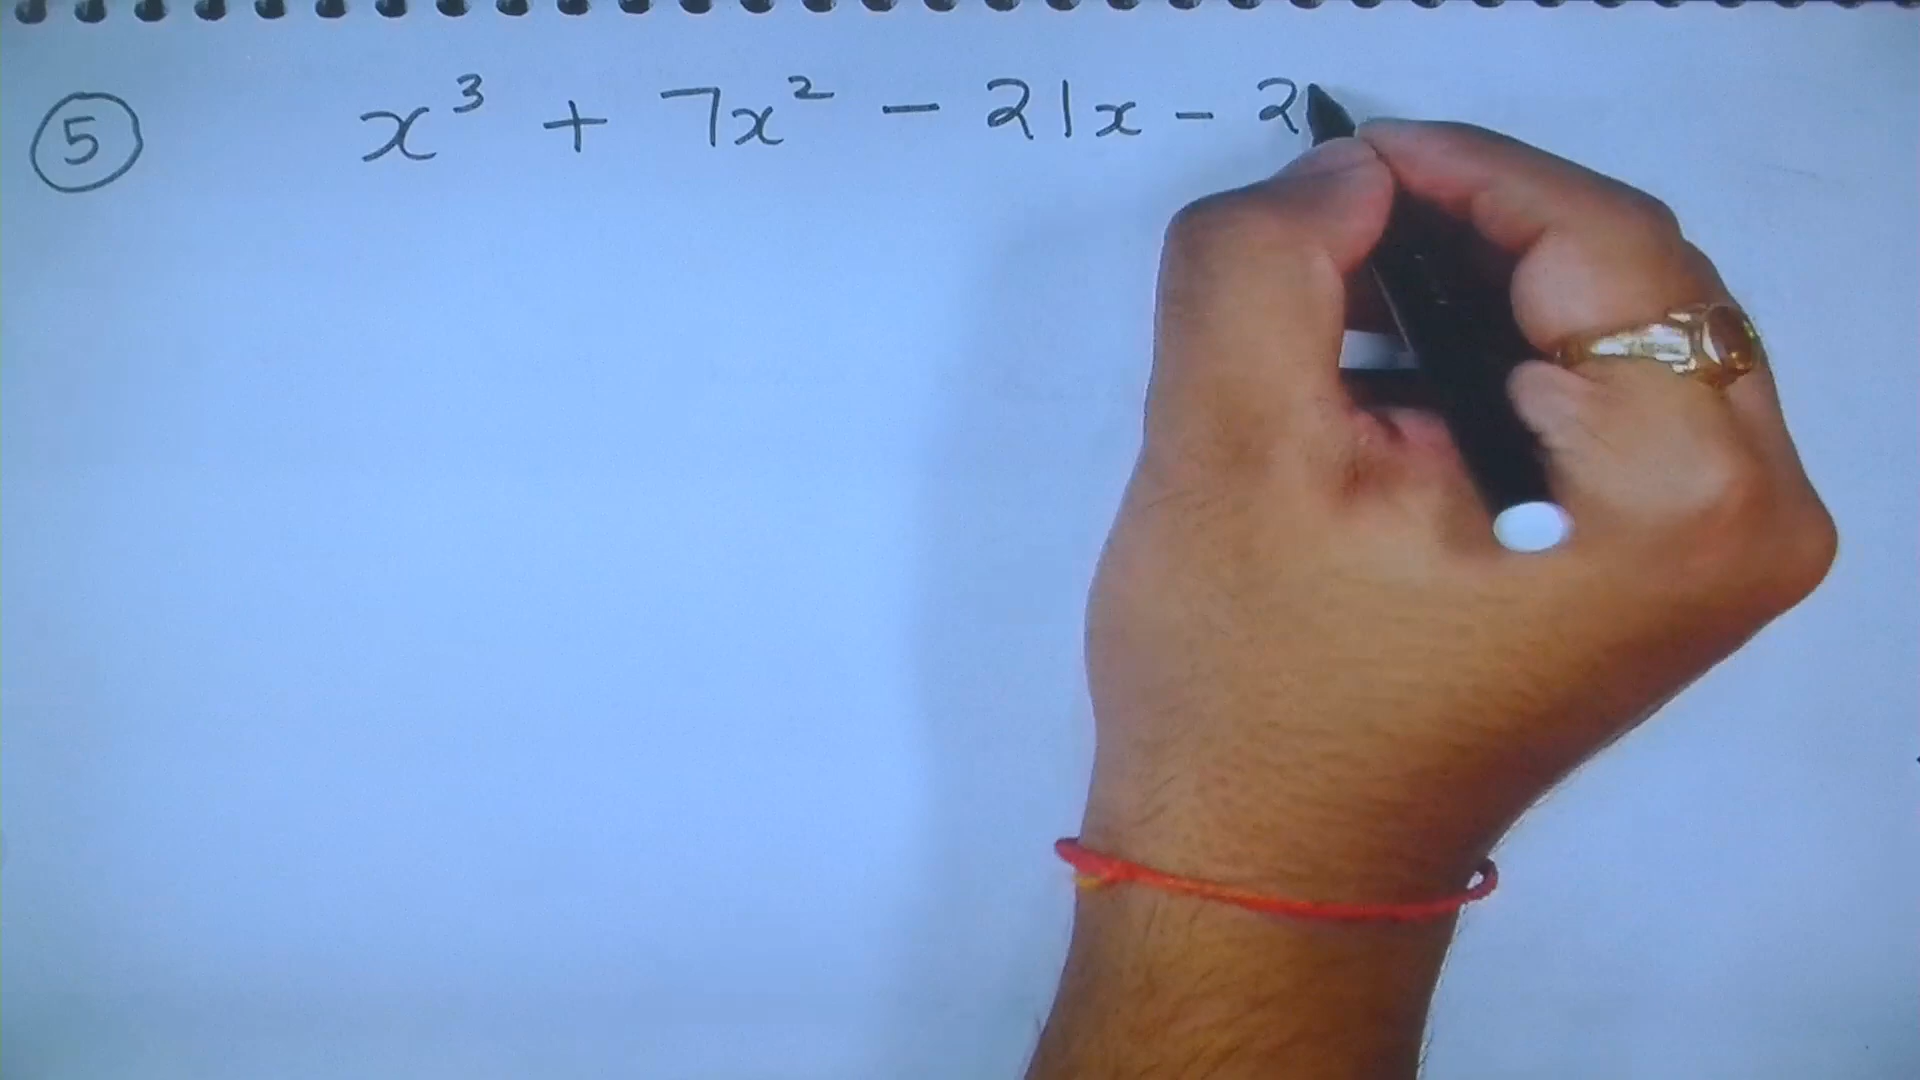 ⑤ x³ + 7x² - 21x - 2